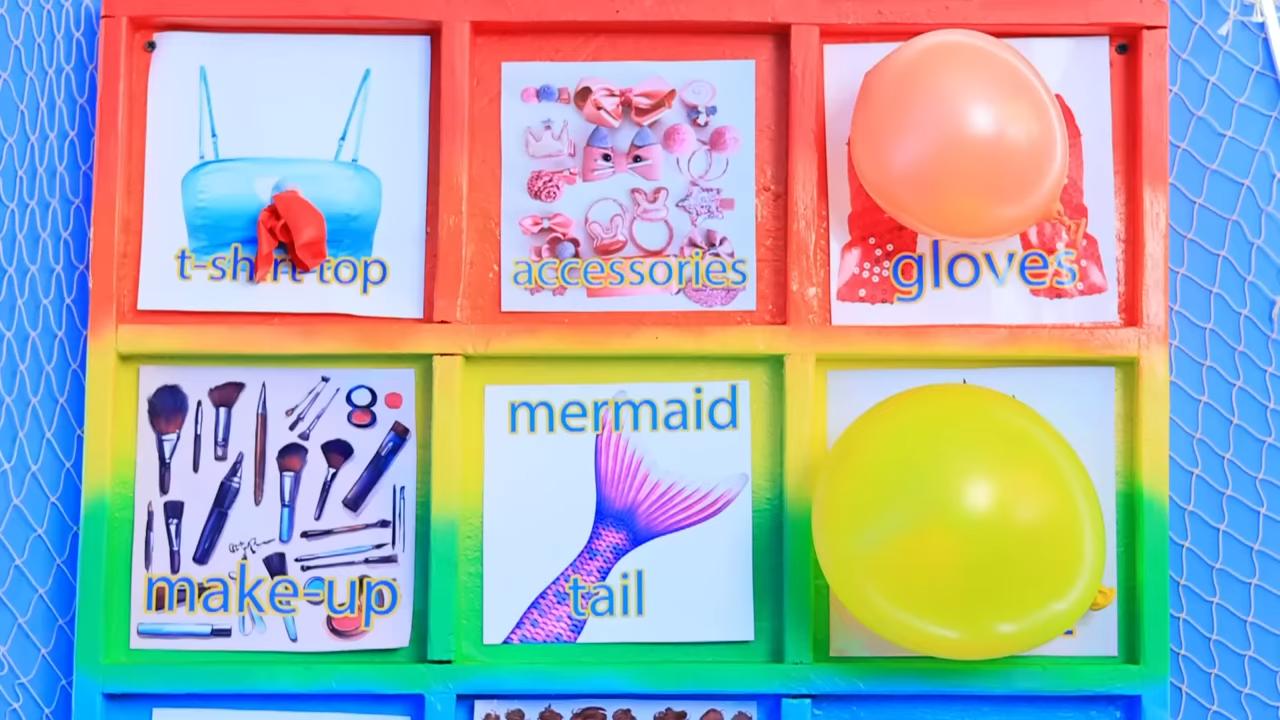 t-shirt top
accessories
gloves
make-up
mermaid
tail